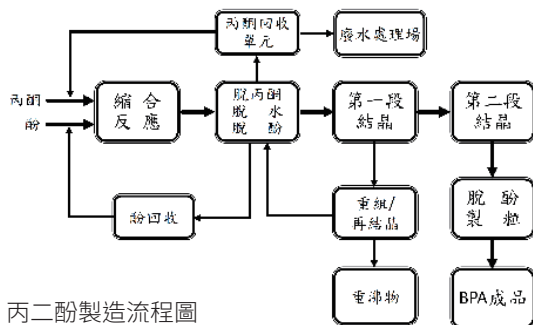 丙酮回收
單元
廢水處理場
丙酮
酚
縮合
反應
脫丙酮
脫水
脫酚
第一段
結晶
第二段
結晶
酚回收
重組/
再結晶
脫酚
製粒
重沸物
BPA成品
丙二酚製造流程圖